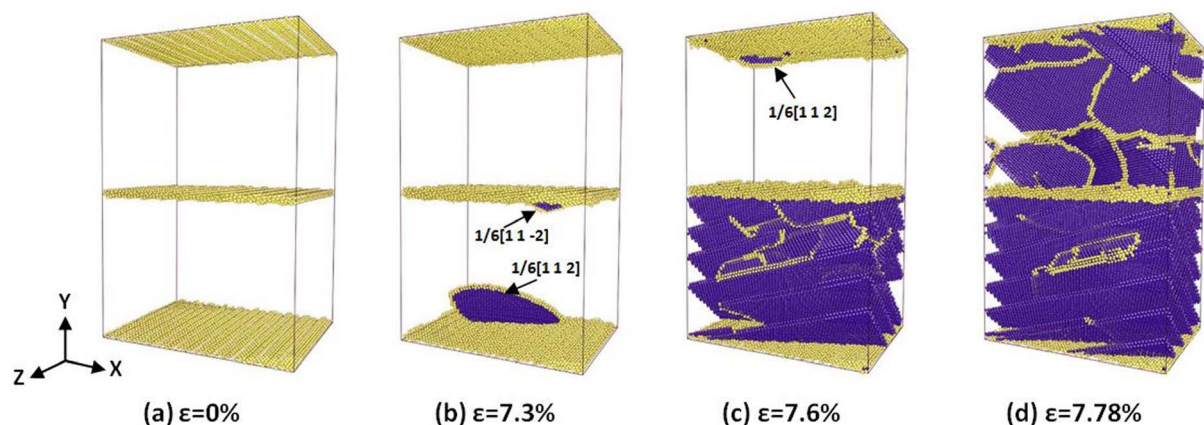 1/6[1 1 2]
1/6[1 1 -2]
1/6[1 1 2]
Y
Z
X
(a) ε=0%
(b) ε=7.3%
(c) ε=7.6%
(d) ε=7.78%